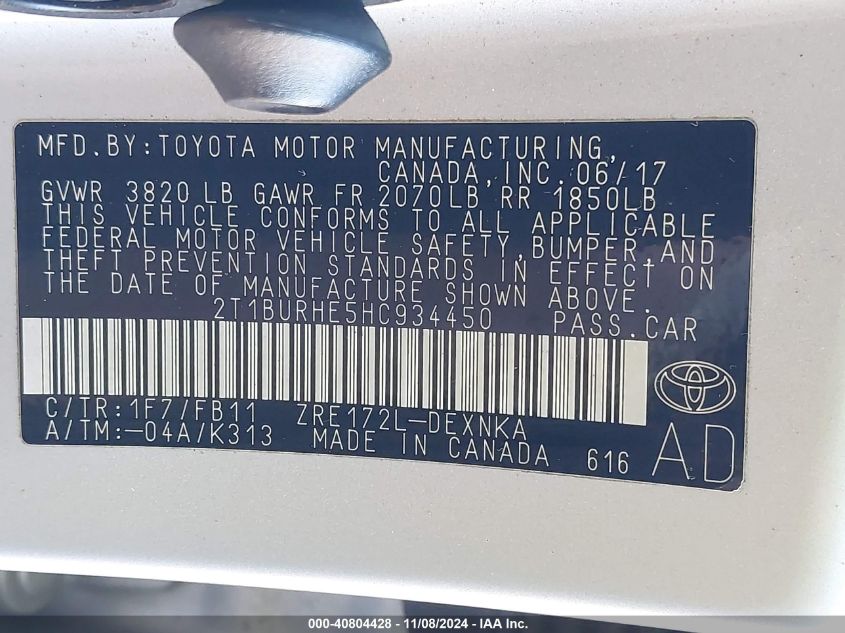 MFD.BY:TOYOTA MOTOR MANUFACTURING,
CANADA,INC.06/17
GVWR 3820 LB GAWR FR 2070LB RR 1850LB
THIS VEHICLE CONFORMS TO ALL APPLICABLE
FEDERAL MOTOR VEHICLE SAFETY,BUMPER,AND
THEFT PREVENTION STANDARDS IN EFFECT ON
THE DATE OF MANUFACTURE SHOWN ABOVE.
2T1BURHE5HC934450 PASS.CAR
C/TR:1F7/FB11 ZRE172L-DEXNKA
A/TM:-04A/K313 MADE IN CANADA 616 AD
000-40804428 - 11/08/2024 - IAA Inc.